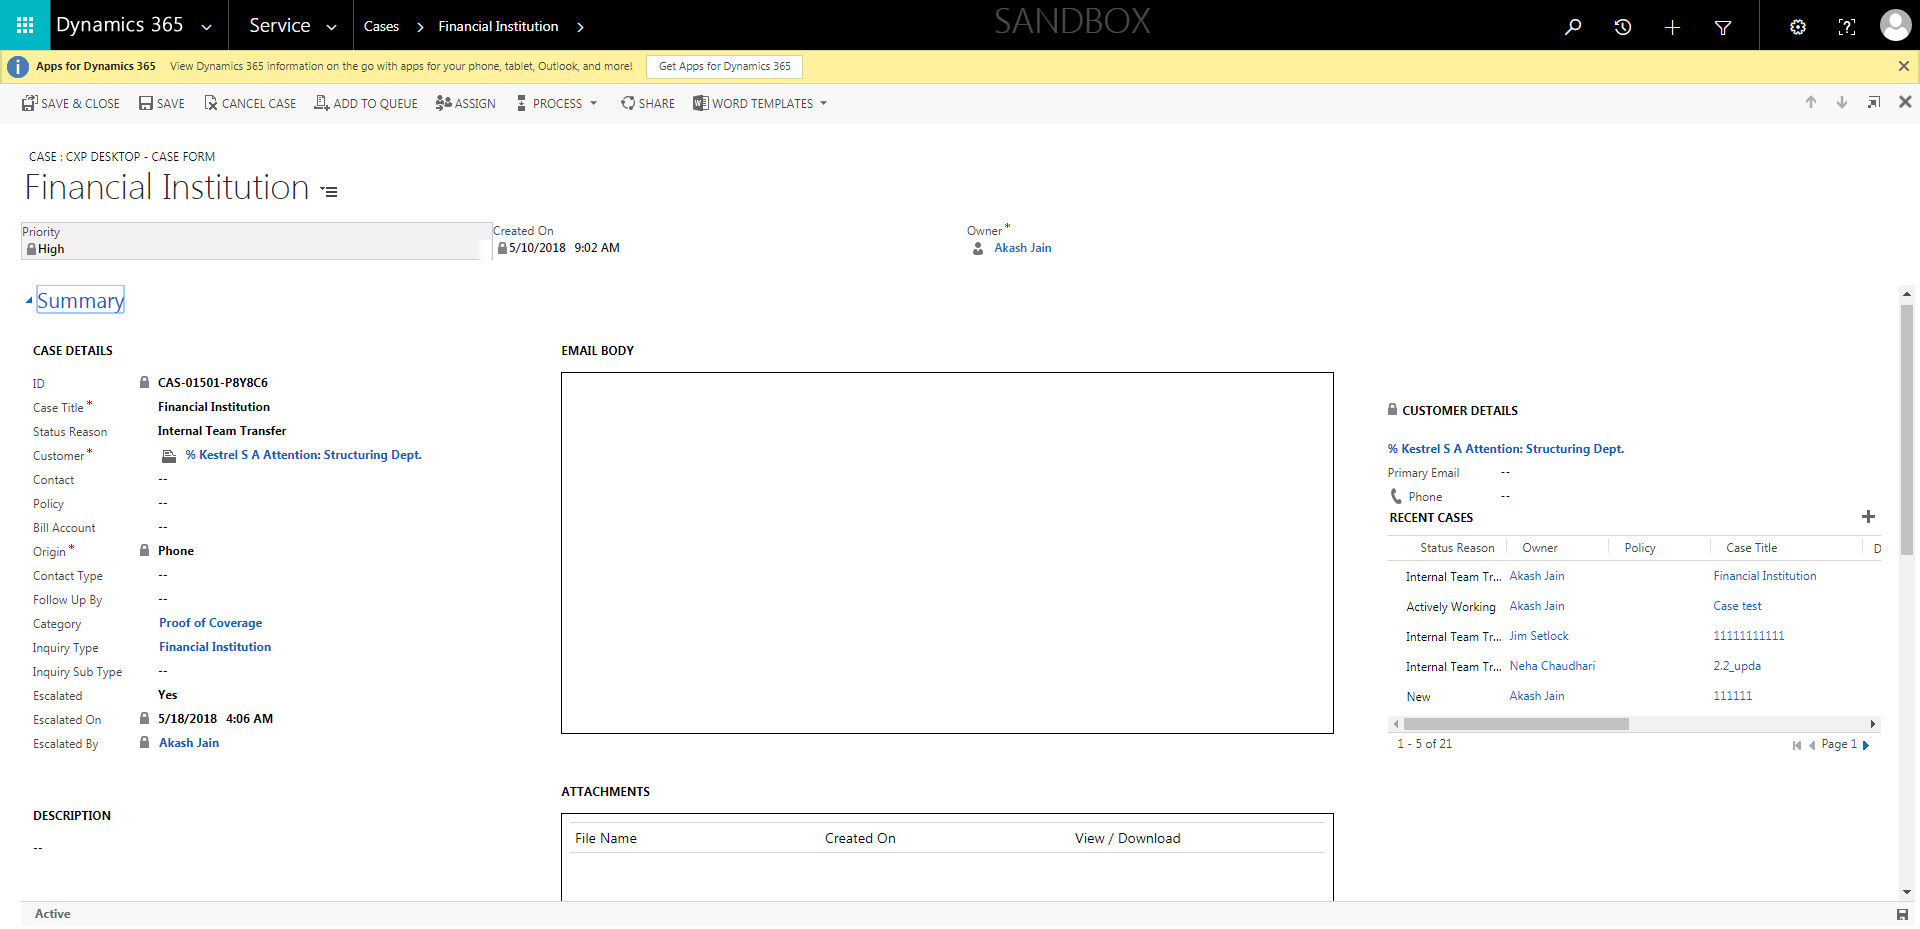 Dynamics 365 Service Cases Financial Institution SANDBOX
Apps for Dynamics 365 View Dynamics 365 information on the go with apps for your phone, tablet, Outlook, and more! Get Apps for Dynamics 365
SAVE & CLOSE SAVE CANCEL CASE ADD TO QUEUE ASSIGN PROCESS SHARE WORD TEMPLATES
CASE : CXP DESKTOP - CASE FORM
Financial Institution
Priority
High
Created On
5/10/2018 9:02 AM
Owner *
Akash Jain
Summary
CASE DETAILS
ID CAS-01501-P8Y8C6
Case Title * Financial Institution
Status Reason Internal Team Transfer
Customer * % Kestrel S A Attention: Structuring Dept.
Contact --
Policy --
Bill Account --
Origin * Phone
Contact Type --
Follow Up By --
Category Proof of Coverage
Inquiry Type Financial Institution
Inquiry Sub Type --
Escalated Yes
Escalated On 5/18/2018 4:06 AM
Escalated By Akash Jain
DESCRIPTION
--
EMAIL BODY
ATTACHMENTS
File Name Created On View / Download
CUSTOMER DETAILS
% Kestrel S A Attention: Structuring Dept.
Primary Email --
Phone --
RECENT CASES
Status Reason Owner Policy Case Title D
Internal Team Tr... Akash Jain Financial Institution
Actively Working Akash Jain Case test
Internal Team Tr... Jim Setlock 11111111111
Internal Team Tr... Neha Chaudhari 2.2_upda
New Akash Jain 111111
1 - 5 of 21 Page 1
Active